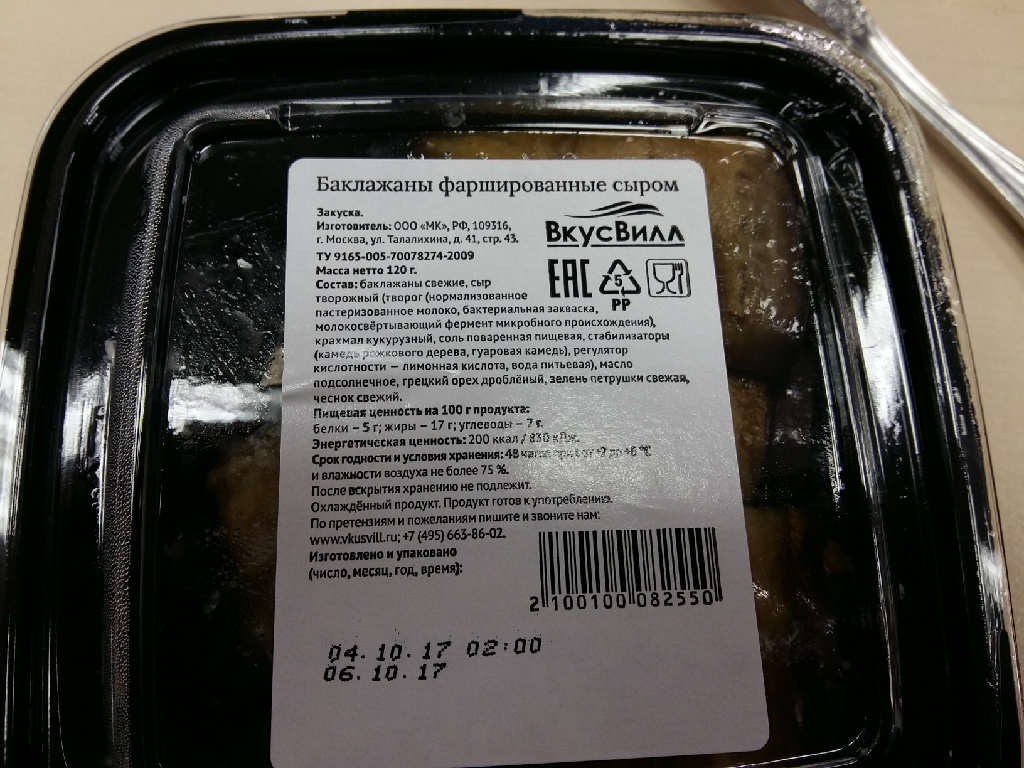 Баклажаны фаршированные сыром
Закуска.
Изготовитель: ООО «МК», РФ, 109316,
г. Москва, ул. Талалихина, д. 41, стр. 43.
ТУ 9165-005-70078274-2009
Масса нетто 120 г.
ВкусВилл
EAC
5
PP
Состав: баклажаны свежие, сыр
творожный (творог (нормализованное
пастеризованное молоко, бактериальная закваска,
молокосвёртывающий фермент микробного происхождения),
крахмал кукурузный, соль поваренная пищевая, стабилизаторы
(камедь рожкового дерева, гуаровая камедь), регулятор
кислотности — лимонная кислота, вода питьевая), масло
подсолнечное, грецкий орех дроблёный, зелень петрушки свежая,
чеснок свежий.
Пищевая ценность на 100 г продукта:
белки – 5 г; жиры – 17 г; углеводы – 7 г.
Энергетическая ценность: 200 ккал / 830 кДж.
Срок годности и условия хранения: 48 часов при t от +2 до +6 °С
и влажности воздуха не более 75 %.
После вскрытия хранению не подлежит.
Охлаждённый продукт. Продукт готов к употреблению.
По претензиям и пожеланиям пишите и звоните нам:
www.vkusvill.ru; +7 (495) 663-86-02.
Изготовлено и упаковано
(число, месяц, год, время):
2 100100 082550
04.10.17 02:00
06.10.17